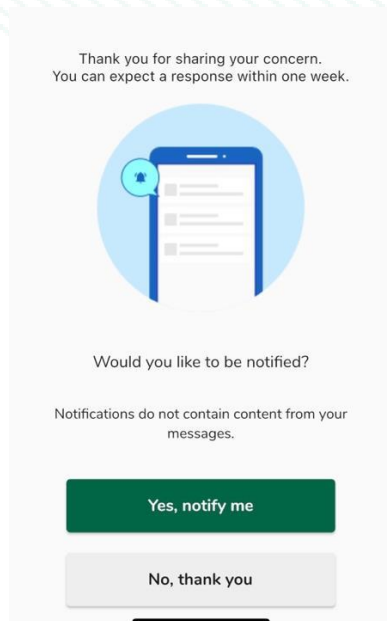 Thank you for sharing your concern.
You can expect a response within one week.
Would you like to be notified?
Notifications do not contain content from your
messages.
Yes, notify me
No, thank you